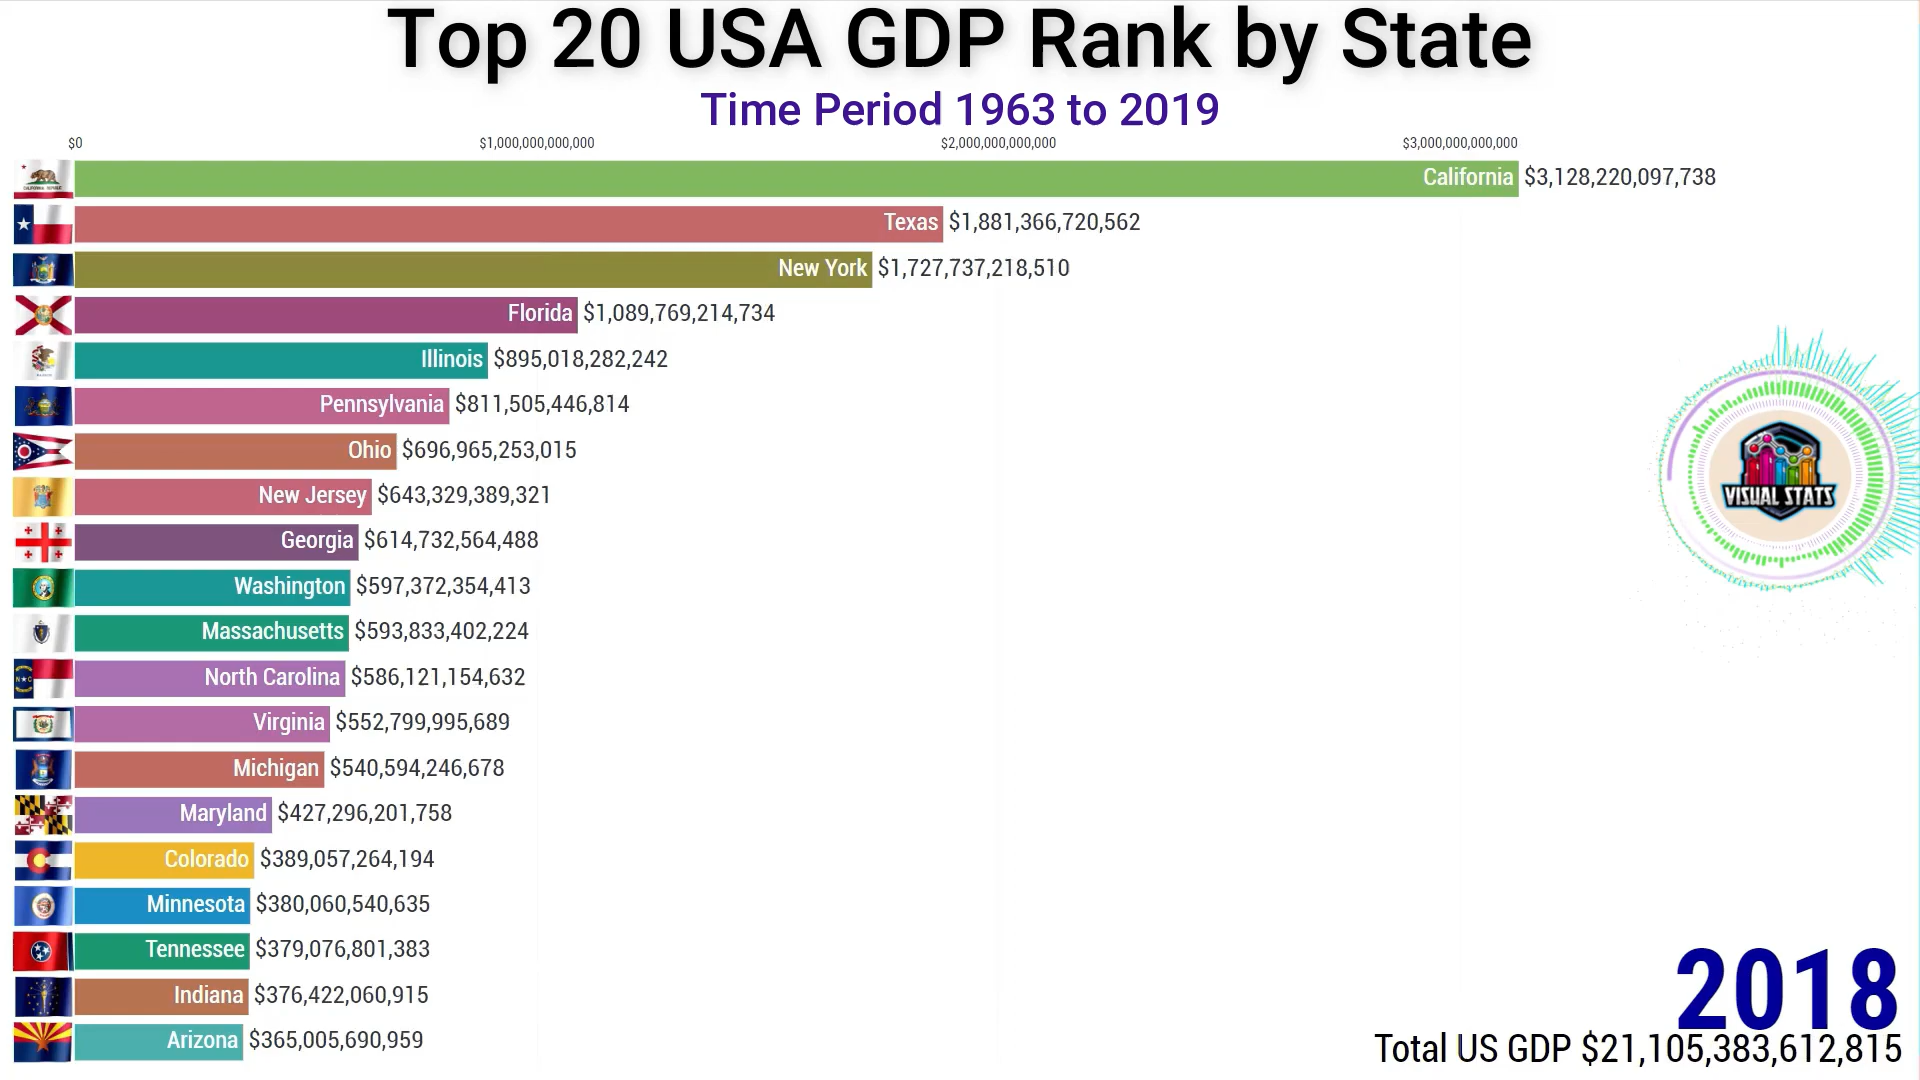 Top 20 USA GDP Rank by State
Time Period 1963 to 2019
$0 $1,000,000,000,000 $2,000,000,000,000 $3,000,000,000,000
California $3,128,220,097,738
Texas $1,881,366,720,562
New York $1,727,737,218,510
Florida $1,089,769,214,734
Illinois $895,018,282,242
Pennsylvania $811,505,446,814
Ohio $696,965,253,015
New Jersey $643,329,389,321
Georgia $614,732,564,488
Washington $597,372,354,413
Massachusetts $593,833,402,224
North Carolina $586,121,154,632
Virginia $552,799,995,689
Michigan $540,594,246,678
Maryland $427,296,201,758
Colorado $389,057,264,194
Minnesota $380,060,540,635
Tennessee $379,076,801,383
Indiana $376,422,060,915
Arizona $365,005,690,959
VISUAL STATS
2018
Total US GDP $21,105,383,612,815